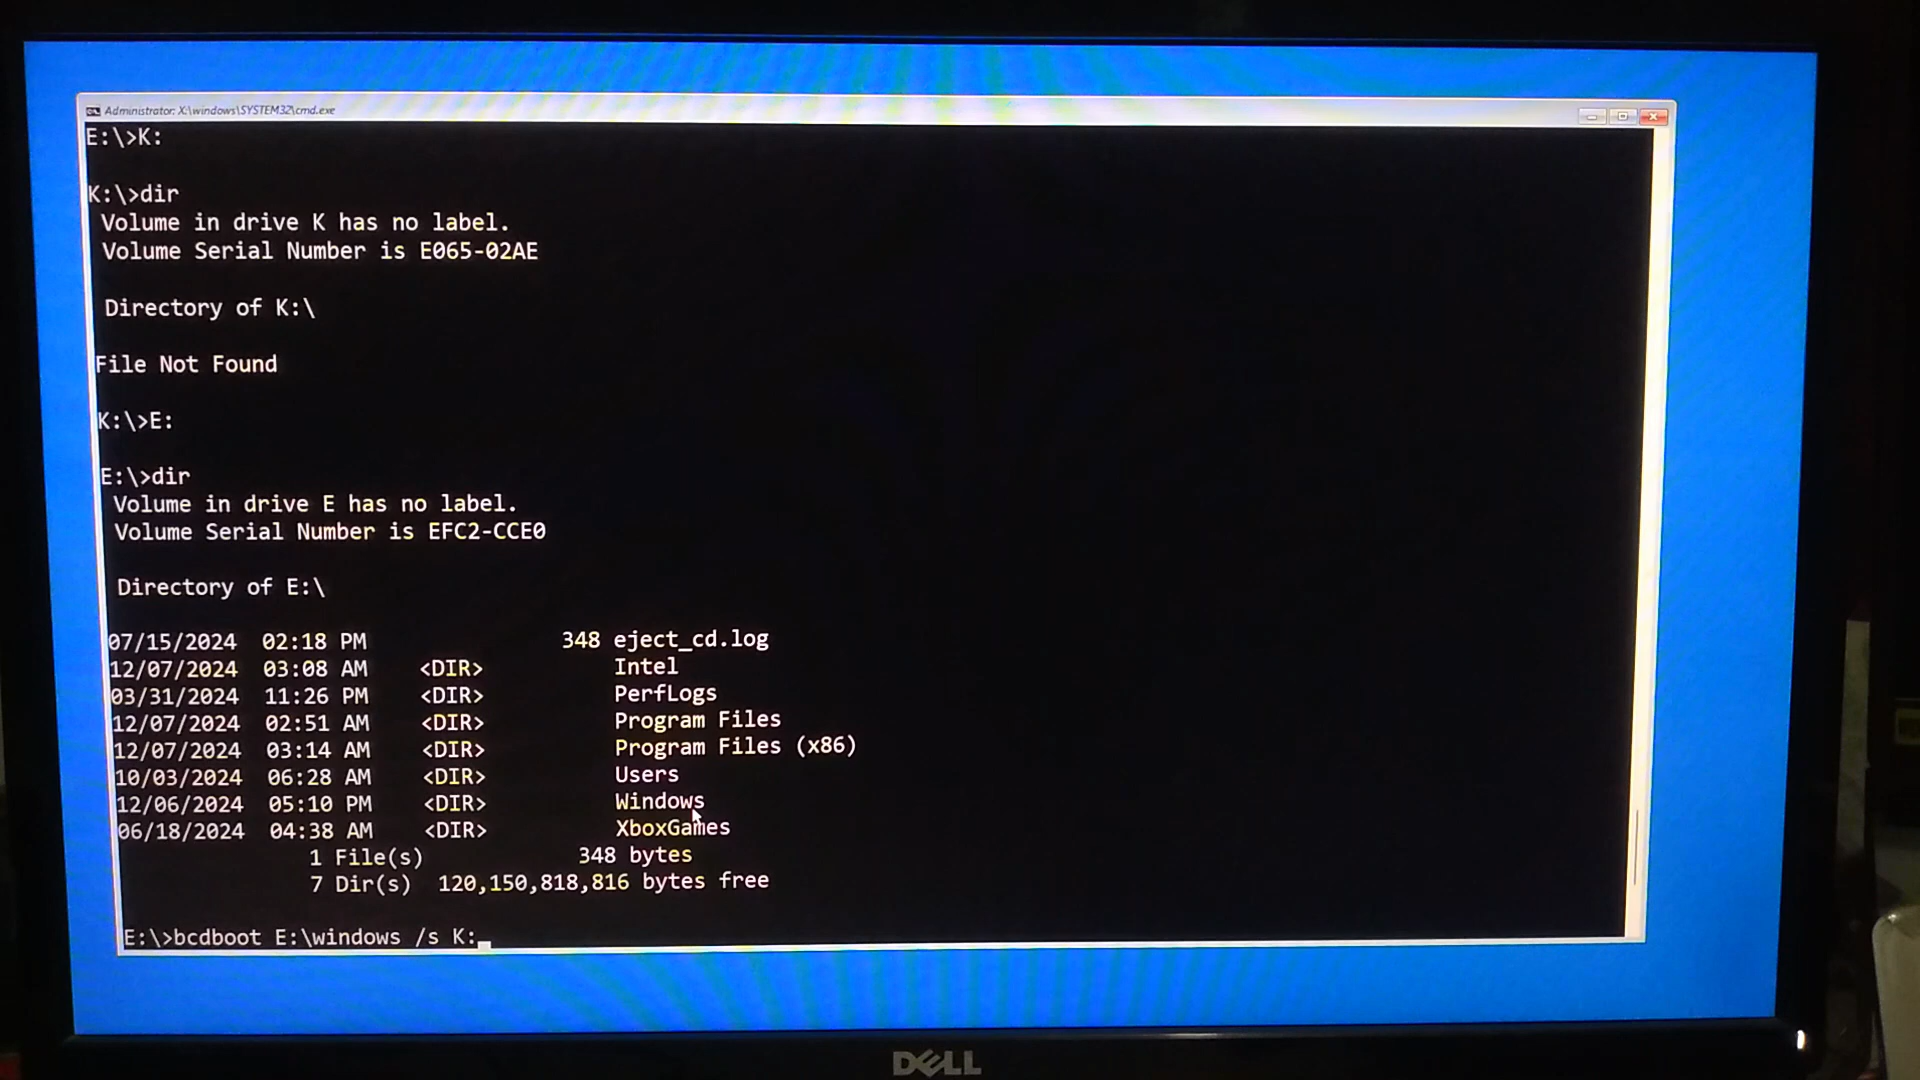 Administrator: X:\windows\SYSTEM32\cmd.exe
E:\>K:
K:\>dir
Volume in drive K has no label.
Volume Serial Number is E065-02AE
Directory of K:\
File Not Found
K:\>E:
E:\>dir
Volume in drive E has no label.
Volume Serial Number is EFC2-CCE0
Directory of E:\
07/15/2024 02:18 PM 348 eject_cd.log
12/07/2024 03:08 AM <DIR> Intel
03/31/2024 11:26 PM <DIR> PerfLogs
12/07/2024 02:51 AM <DIR> Program Files
12/07/2024 03:14 AM <DIR> Program Files (x86)
10/03/2024 06:28 AM <DIR> Users
12/06/2024 05:10 PM <DIR> Windows
06/18/2024 04:38 AM <DIR> XboxGames
1 File(s) 348 bytes
7 Dir(s) 120,150,818,816 bytes free
E:\>bcdboot E:\windows /s K:
DELL